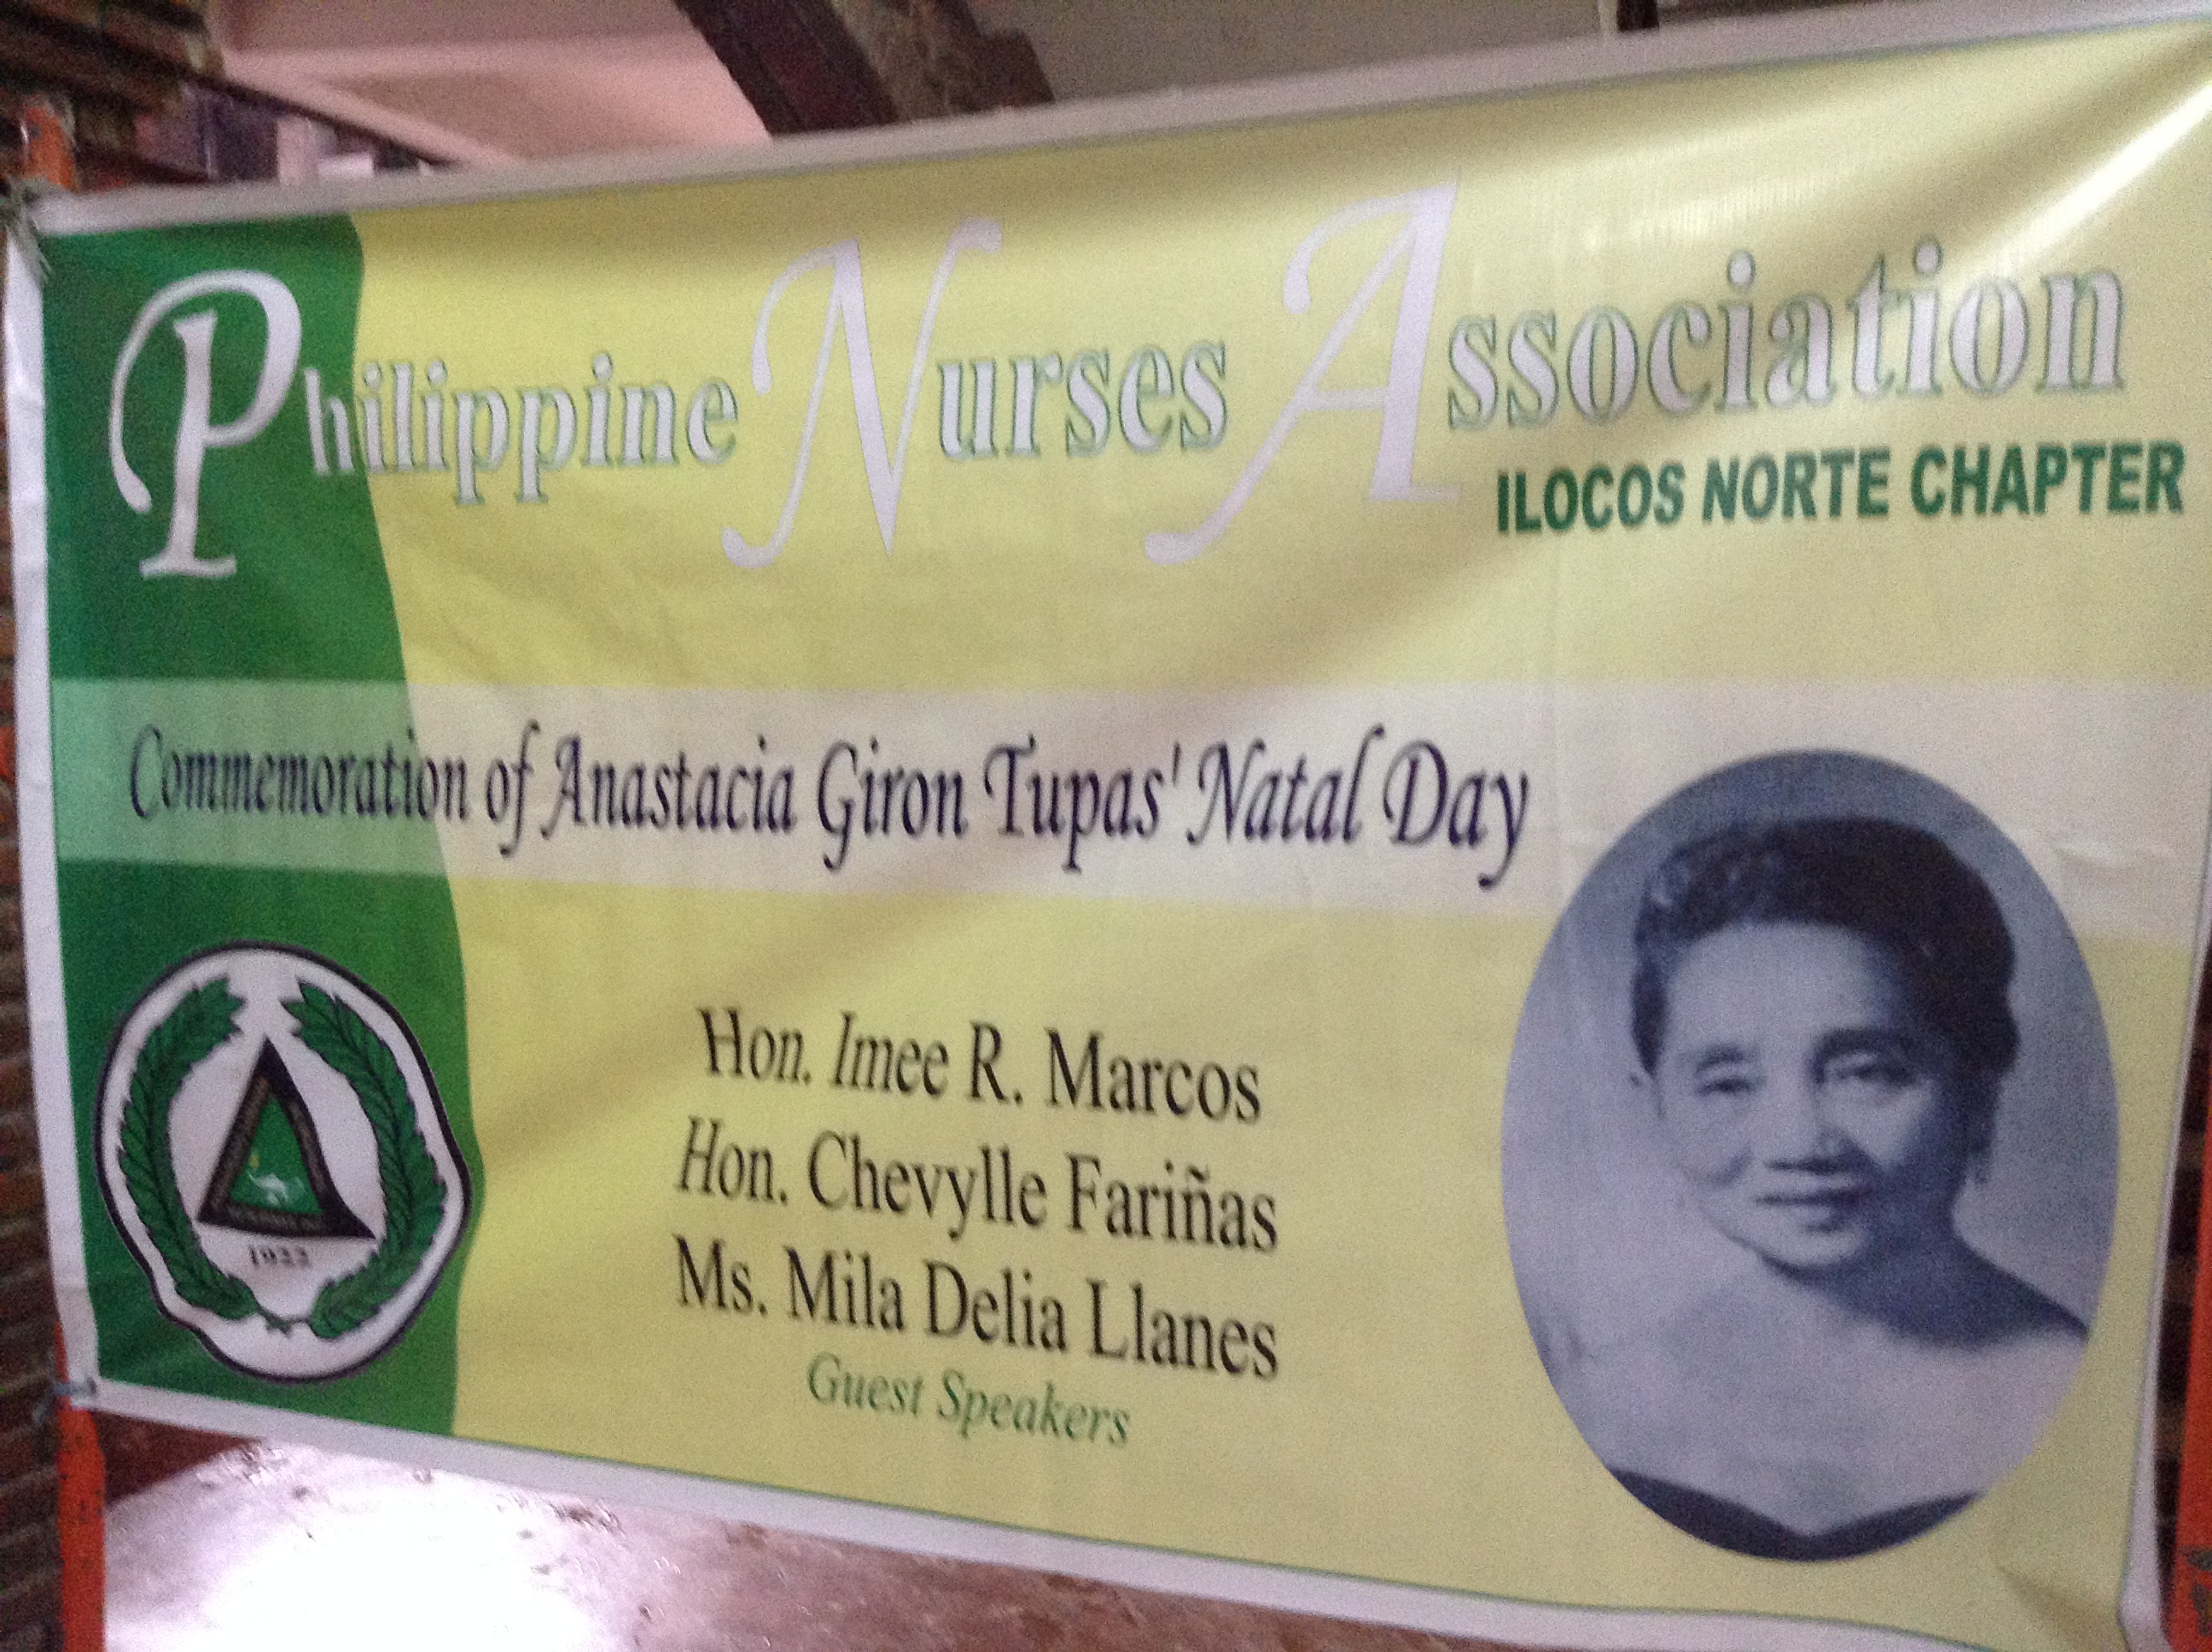 Philippine Nurses Association
ILOCOS NORTE CHAPTER
Commemoration of Anastacia Giron Tupas' Natal Day
Hon. Imee R. Marcos
Hon. Chevylle Fariñas
Ms. Mila Delia Llanes
Guest Speakers
1922